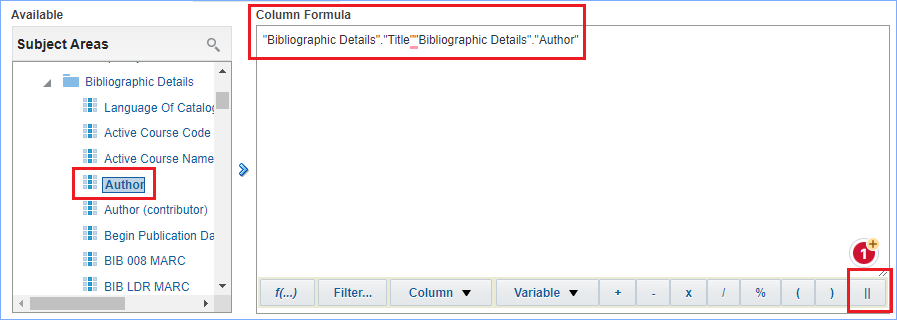 Available
Subject Areas
Bibliographic Details
Language Of Catalog
Active Course Code
Active Course Name
Author
Author (contributor)
Begin Publication Da
BIB 008 MARC
BIB LDR MARC
Column Formula
"Bibliographic Details"."Title""Bibliographic Details"."Author"
1
+
f(...) Filter... Column Variable + - x / % ( ) ||